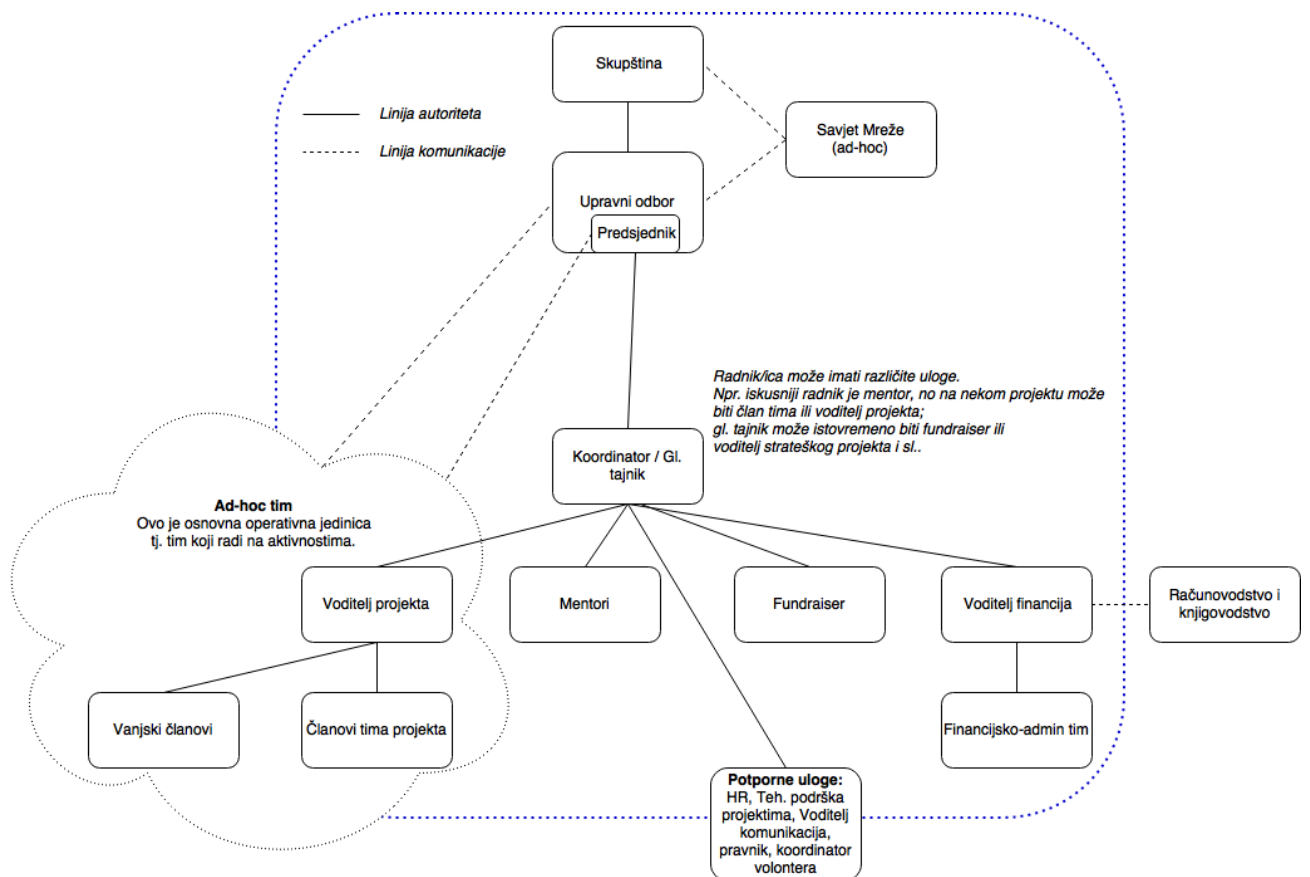 Skupština
Linija autoriteta
Linija komunikacije
Savjet Mreže
(ad-hoc)
Upravni odbor
Predsjednik
Radnik/ica može imati različite uloge.
Npr. iskusniji radnik je mentor, no na nekom projektu može
biti član tima ili voditelj projekta;
gl. tajnik može istovremeno biti fundraiser ili
voditelj strateškog projekta i sl..
Koordinator / Gl.
tajnik
Ad-hoc tim
Ovo je osnovna operativna jedinica
tj. tim koji radi na aktivnostima.
Voditelj projekta
Mentori
Fundraiser
Voditelj financija
Računovodstvo i
knjigovodstvo
Vanjski članovi
Članovi tima projekta
Financijsko-admin tim
Potporne uloge:
HR, Teh. podrška
projektima, Voditelj
komunikacija,
pravnik, koordinator
volontera